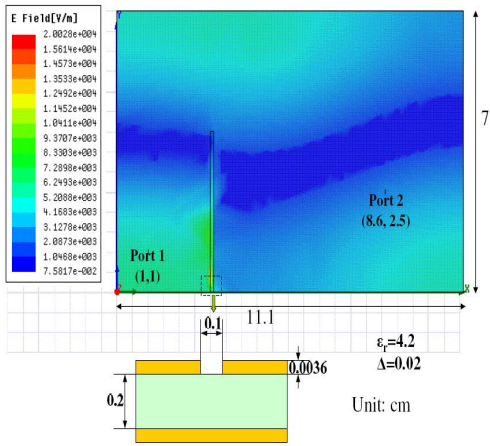 E Field[V/m]
2.0028e+004
1.5614e+004
1.4573e+004
1.3533e+004
1.2492e+004
1.1452e+004
1.0411e+004
9.3707e+003
8.3303e+003
7.2898e+003
6.2493e+003
5.2088e+003
4.1683e+003
3.1278e+003
2.0873e+003
1.0468e+003
7.5817e-002
Y
7
Port 2
(8.6, 2.5)
Port 1
(1,1)
X
11.1
0.1
εr=4.2
Δ=0.02
0.0036
0.2
Unit: cm